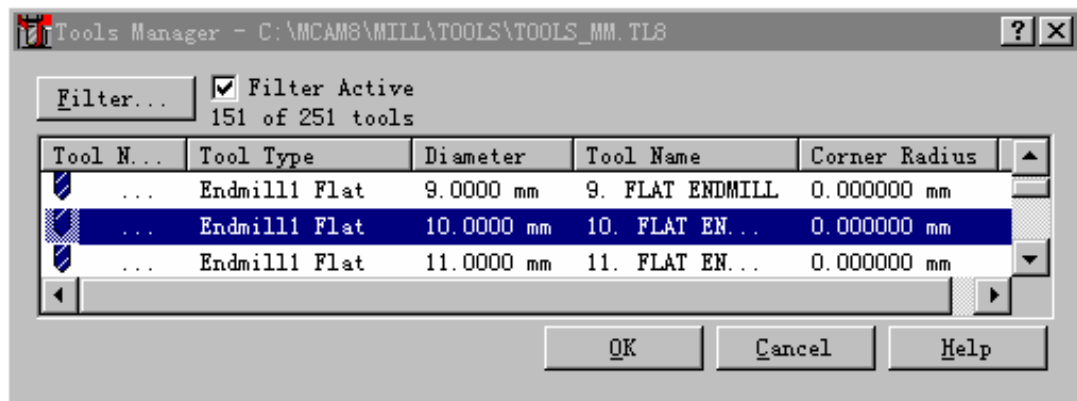 Tools Manager - C:\MCAM8\MILL\TOOLS\TOOLS_MM.TL8
Filter...
Filter Active
151 of 251 tools
Tool N... Tool Type Diameter Tool Name Corner Radius
... Endmill1 Flat 9.0000 mm 9. FLAT ENDMILL 0.000000 mm
... Endmill1 Flat 10.0000 mm 10. FLAT EN... 0.000000 mm
... Endmill1 Flat 11.0000 mm 11. FLAT EN... 0.000000 mm
OK Cancel Help